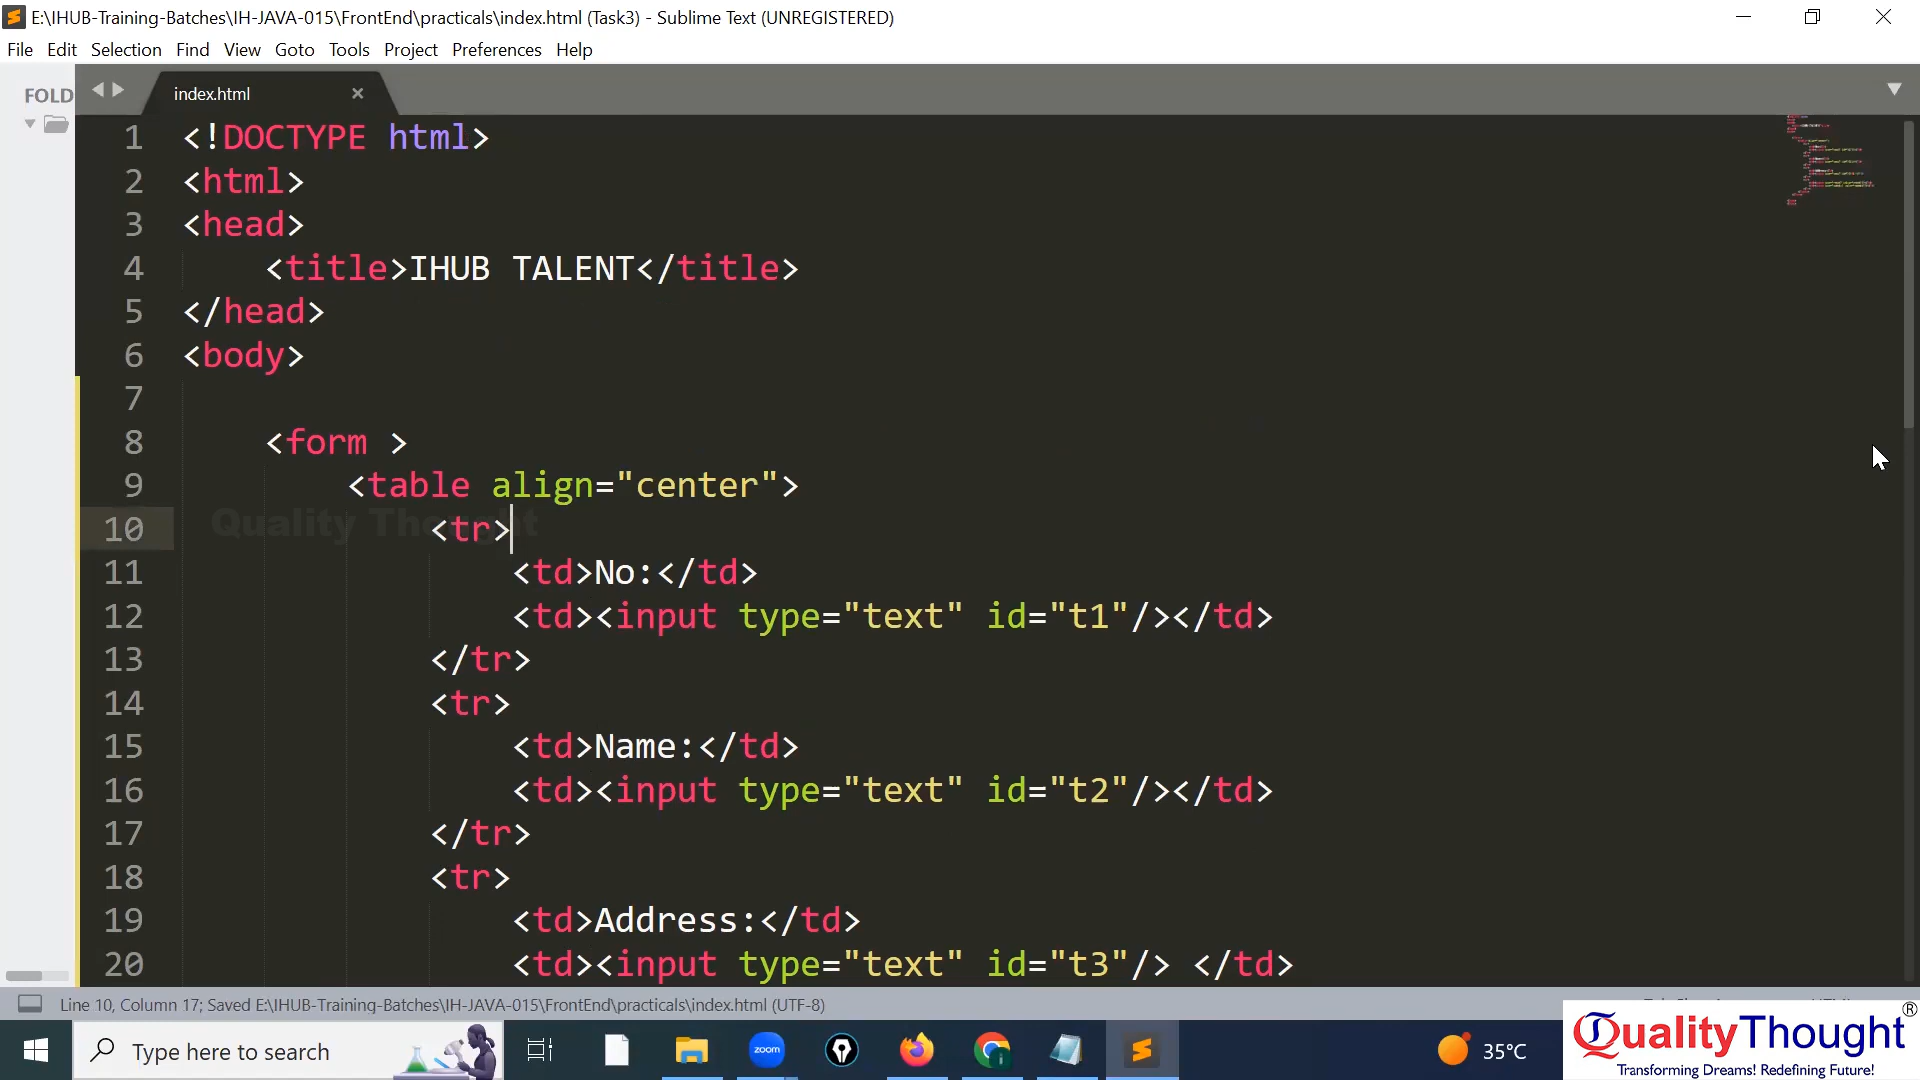 E:\IHUB-Training-Batches\IH-JAVA-015\FrontEnd\practicals\index.html (Task3) - Sublime Text (UNREGISTERED)
File Edit Selection Find View Goto Tools Project Preferences Help
FOLD
index.html
1 <!DOCTYPE html>
2 <html>
3 <head>
4 <title>IHUB TALENT</title>
5 </head>
6 <body>
7
8 <form >
9 <table align="center">
10 <tr>
Quality Thought
11 <td>No:</td>
12 <td><input type="text" id="t1"/></td>
13 </tr>
14 <tr>
15 <td>Name:</td>
16 <td><input type="text" id="t2"/></td>
17 </tr>
18 <tr>
19 <td>Address:</td>
20 <td><input type="text" id="t3"/> </td>
Line 10, Column 17; Saved E:\IHUB-Training-Batches\IH-JAVA-015\FrontEnd\practicals\index.html (UTF-8)
Type here to search
zoom
35°C
QualityThought®
Transforming Dreams! Redefining Future!